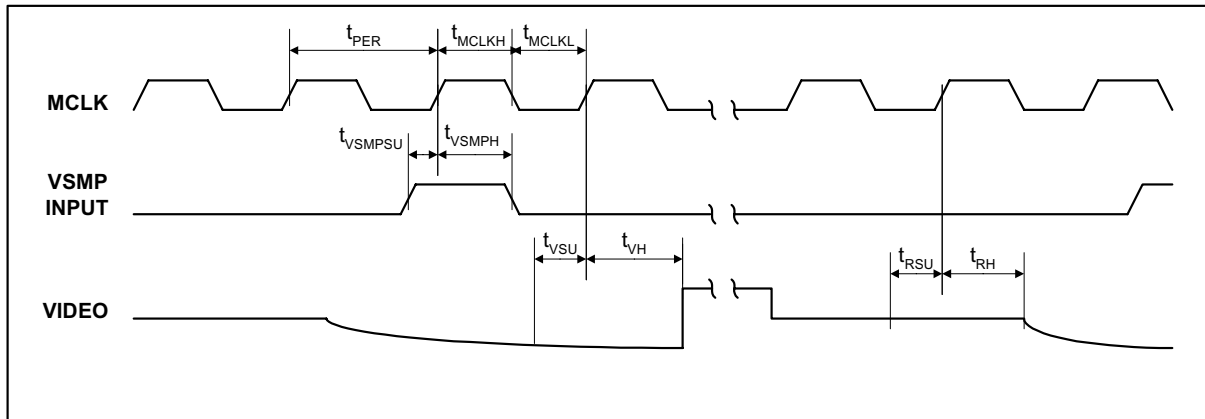 tPER
tMCLKH
tMCLKL
MCLK
tVSMPSU
tVSMPH
VSMP
INPUT
tVSU
tVH
tRSU
tRH
VIDEO